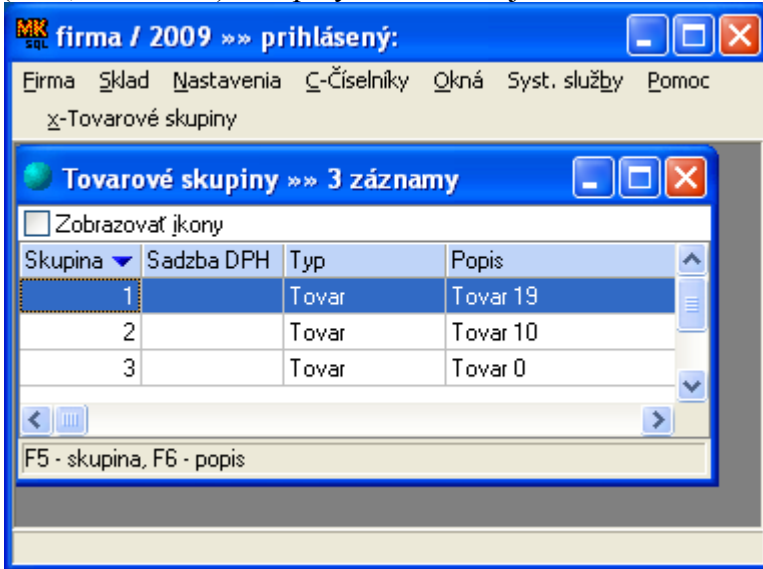 MK sql firma / 2009 »» prihlásený:
Firma Sklad Nastavenia C-Číselníky Okná Syst. služby Pomoc
x-Tovarové skupiny
Tovarové skupiny »» 3 záznamy
Zobrazovať ikony
Skupina Sadzba DPH Typ Popis
1 Tovar Tovar 19
2 Tovar Tovar 10
3 Tovar Tovar 0
F5 - skupina, F6 - popis